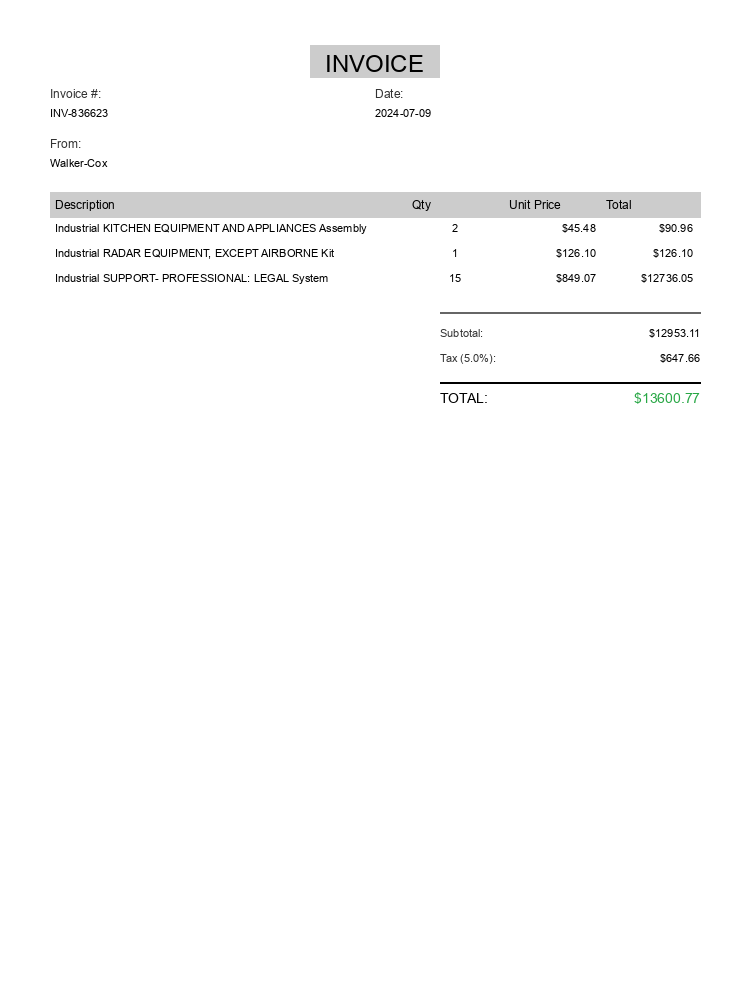 INVOICE
Invoice #: Date:
INV-836623 2024-07-09
From:
Walker-Cox
Description Qty Unit Price Total
Industrial KITCHEN EQUIPMENT AND APPLIANCES Assembly 2 $45.48 $90.96
Industrial RADAR EQUIPMENT, EXCEPT AIRBORNE Kit 1 $126.10 $126.10
Industrial SUPPORT- PROFESSIONAL: LEGAL System 15 $849.07 $12736.05
Subtotal: $12953.11
Tax (5.0%): $647.66
TOTAL: $13600.77